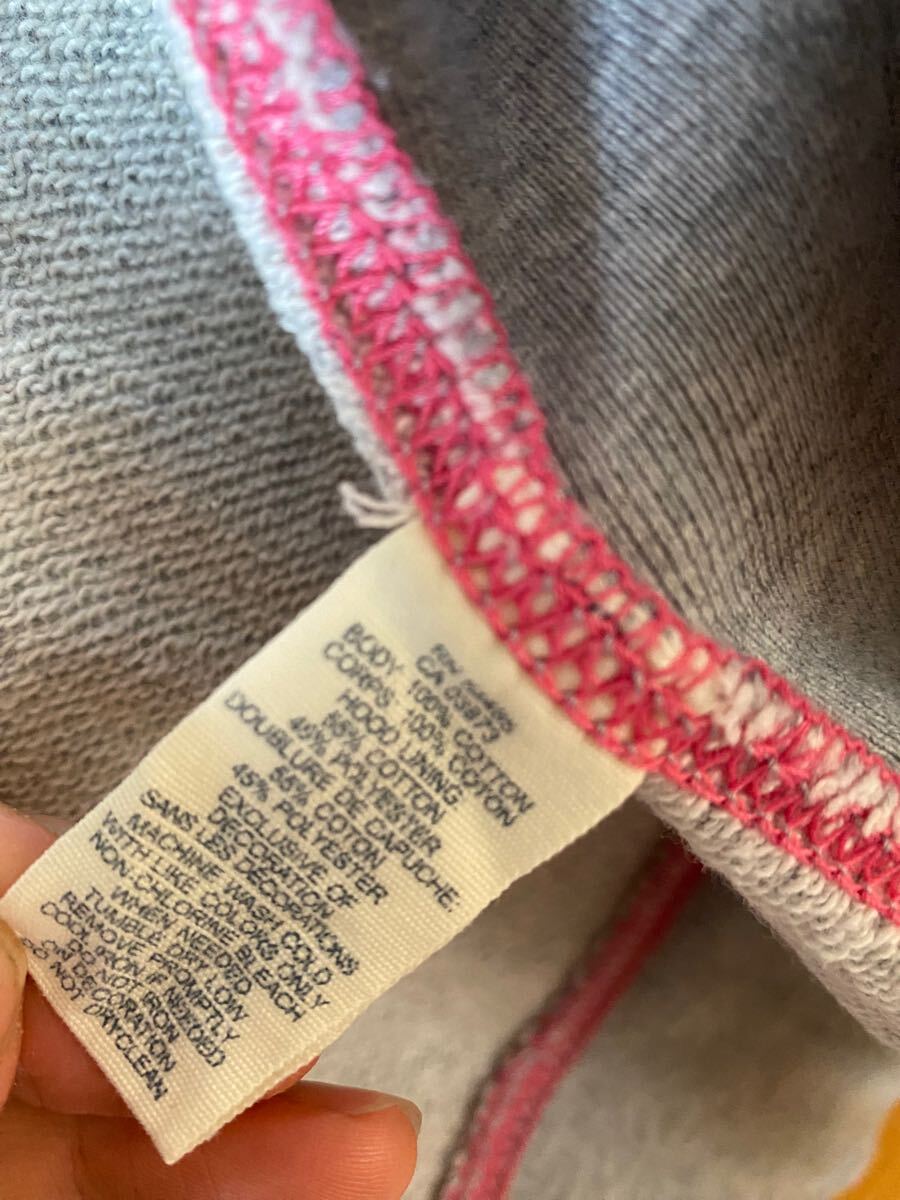 CA 03873
BODY: 100% COTTON
CORPS: 100% COTON
HOOD LINING
55% COTTON
45% POLYESTER
DOUBLURE DE CAPUCHE:
55% COTON
45% POLYESTER
EXCLUSIVE OF
DECORATION
SANS LES DÉCORATIONS
MACHINE WASH COLD
WITH LIKE COLORS ONLY
NON-CHLORINE BLEACH
WHEN NEEDED
TUMBLE DRY LOW
REMOVE PROMPTLY
COOL IRON IF NEEDED
DO NOT IRON
ON DECORATION
DO NOT DRYCLEAN